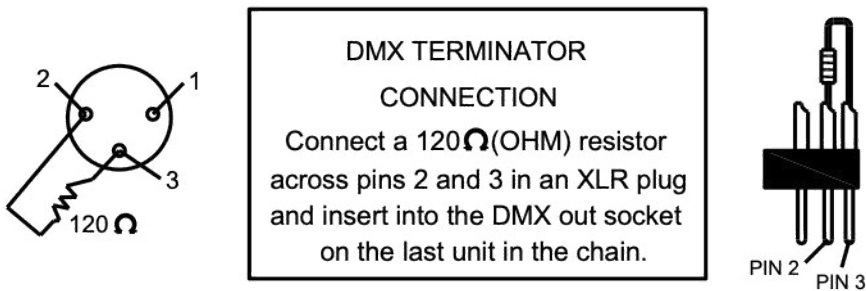 2
1
3
120 Ω
DMX TERMINATOR
CONNECTION
Connect a 120Ω(OHM) resistor
across pins 2 and 3 in an XLR plug
and insert into the DMX out socket
on the last unit in the chain.
PIN 2
PIN 3